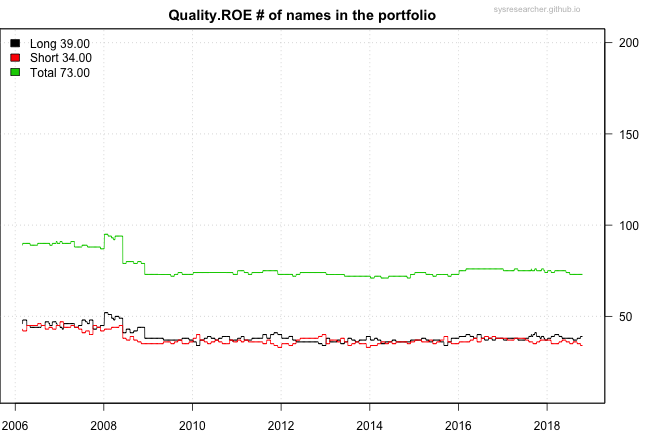 Quality.ROE # of names in the portfolio
sysresearcher.github.io
Long 39.00
Short 34.00
Total 73.00
200
150
100
50
2006 2008 2010 2012 2014 2016 2018